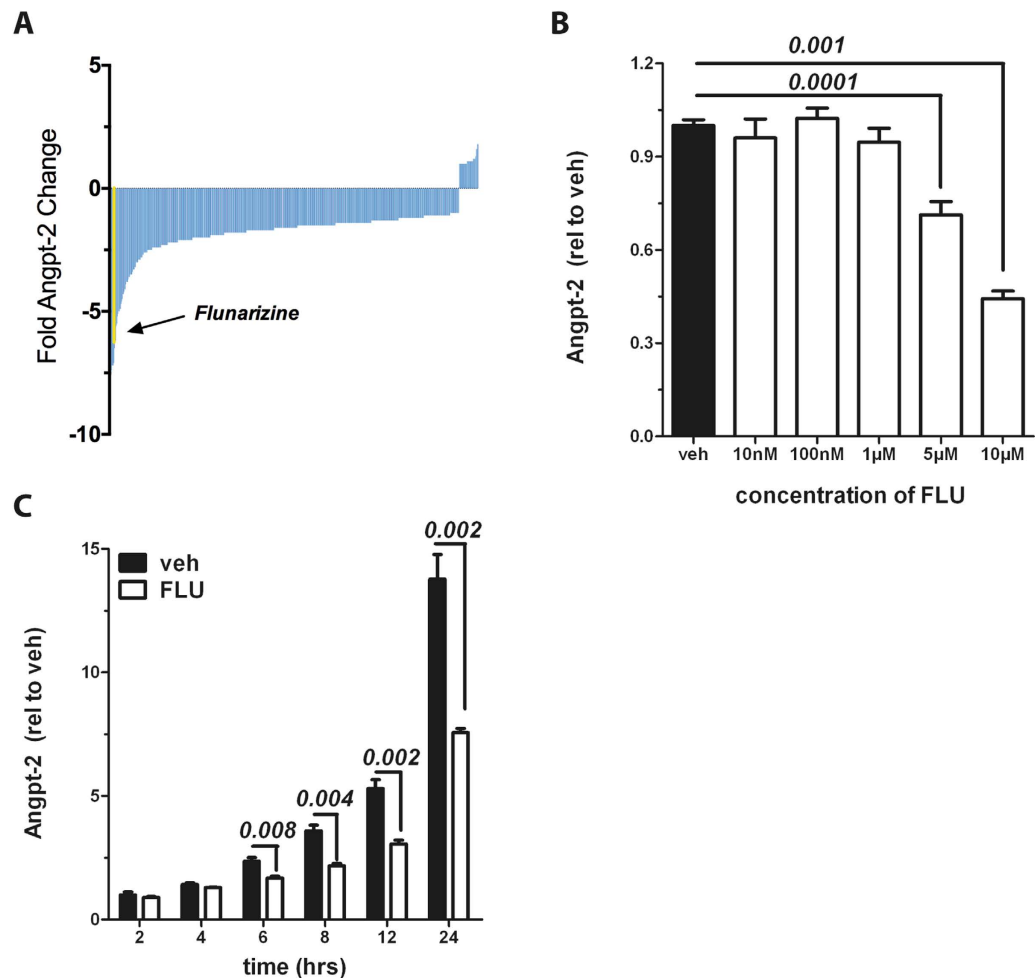 A
Fold Angpt-2 Change
5
0
-5
-10
Flunarizine
B
Angpt-2 (rel to veh)
1.2
0.9
0.6
0.3
0.0
0.001
0.0001
veh 10nM 100nM 1µM 5µM 10µM
concentration of FLU
C
Angpt-2 (rel to veh)
15
10
5
0
veh
FLU
0.008
0.004
0.002
0.002
2 4 6 8 12 24
time (hrs)